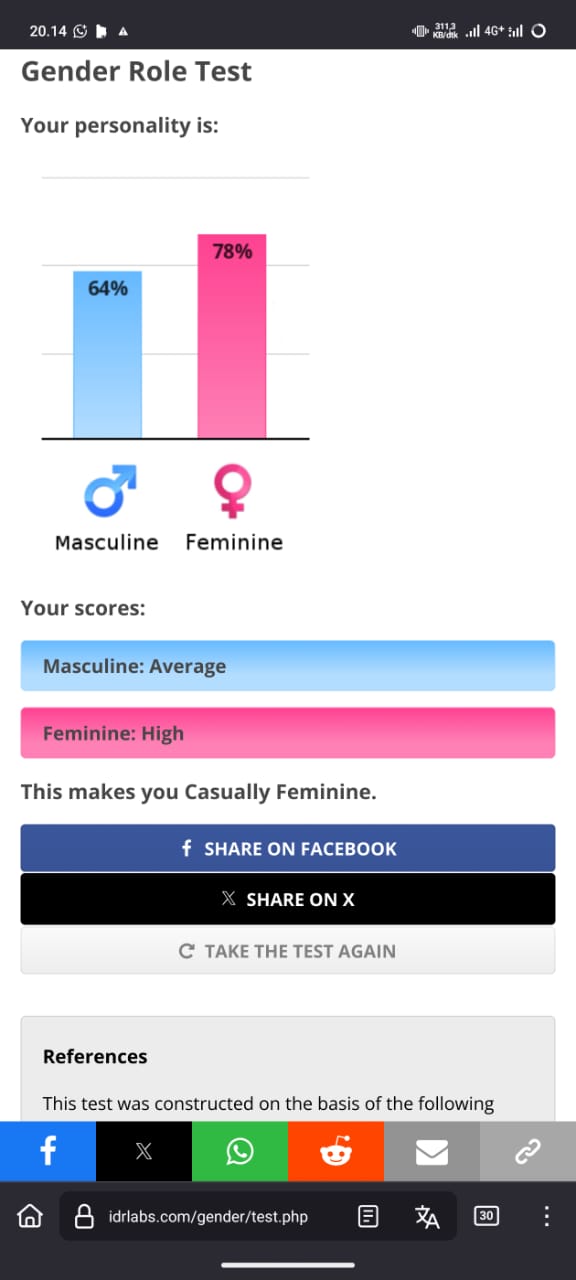 20.14
311,3
KB/dtk
4G+
Gender Role Test
Your personality is:
64%
78%
Masculine
Feminine
Your scores:
Masculine: Average
Feminine: High
This makes you Casually Feminine.
f SHARE ON FACEBOOK
X SHARE ON X
TAKE THE TEST AGAIN
References
This test was constructed on the basis of the following
f
X
idrlabs.com/gender/test.php
30